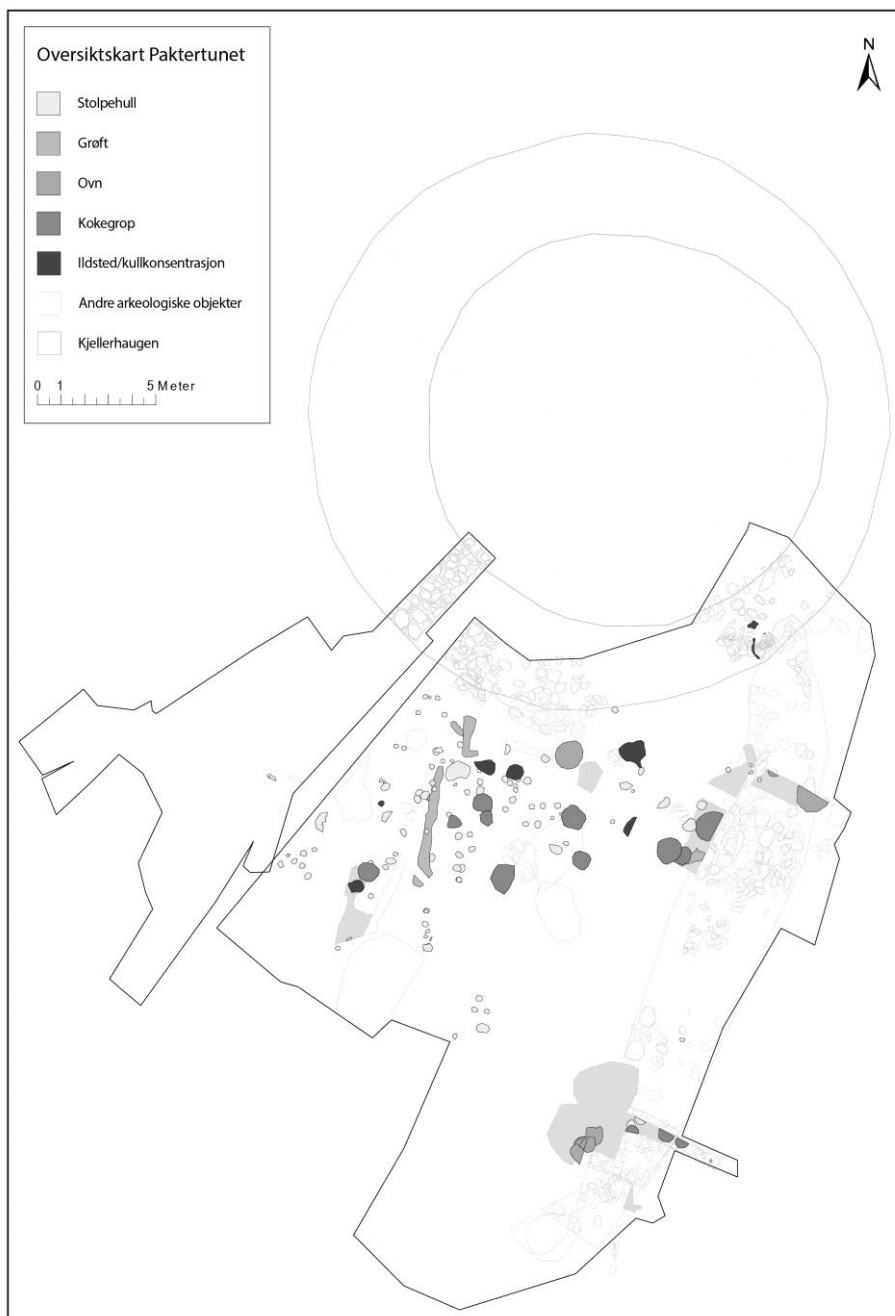 Oversiktskart Paktertunet
N
Stolpehull
Grøft
Ovn
Kokegrop
Ildsted/kullkonsentrasjon
Andre arkeologiske objekter
Kjellerhaugen
0 1 5 Meter